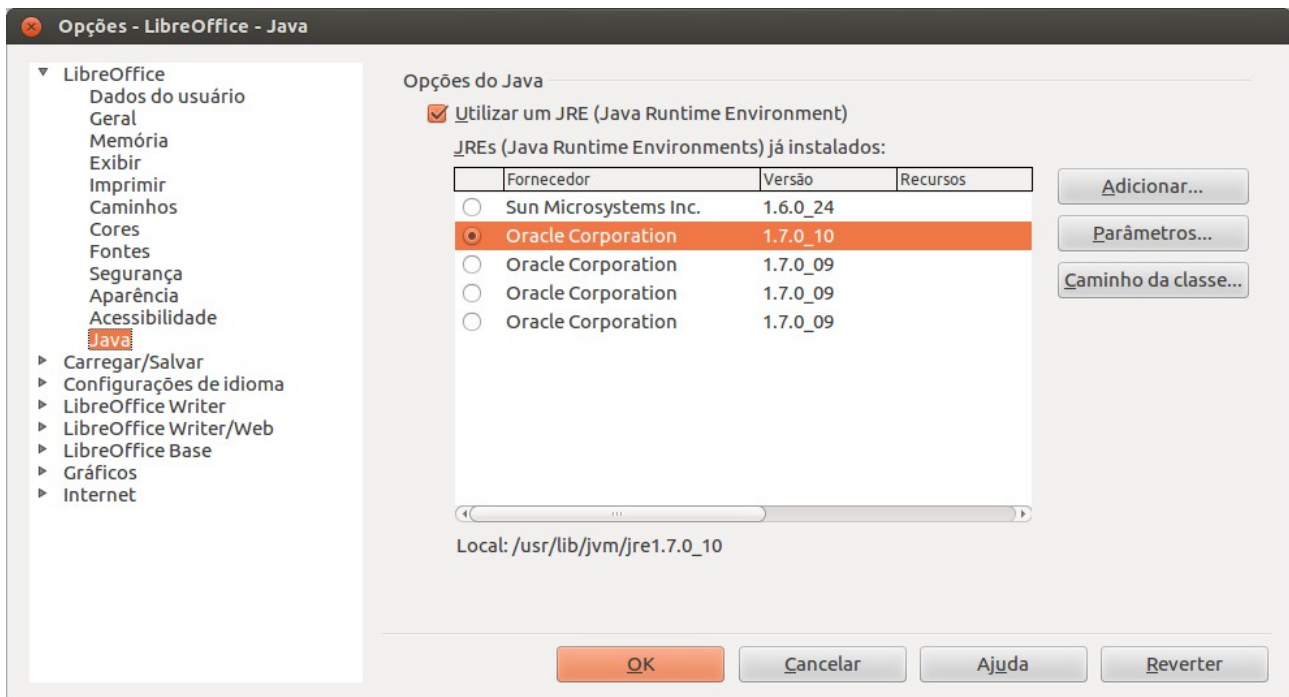 Opções - LibreOffice - Java
LibreOffice
Dados do usuário
Geral
Memória
Exibir
Imprimir
Caminhos
Cores
Fontes
Segurança
Aparência
Acessibilidade
Java
Carregar/Salvar
Configurações de idioma
LibreOffice Writer
LibreOffice Writer/Web
LibreOffice Base
Gráficos
Internet
Opções do Java
Utilizar um JRE (Java Runtime Environment)
JREs (Java Runtime Environments) já instalados:
Fornecedor Versão Recursos
Sun Microsystems Inc. 1.6.0_24
Oracle Corporation 1.7.0_10
Oracle Corporation 1.7.0_09
Oracle Corporation 1.7.0_09
Oracle Corporation 1.7.0_09
Adicionar...
Parâmetros...
Caminho da classe...
Local: /usr/lib/jvm/jre1.7.0_10
OK Cancelar Ajuda Reverter